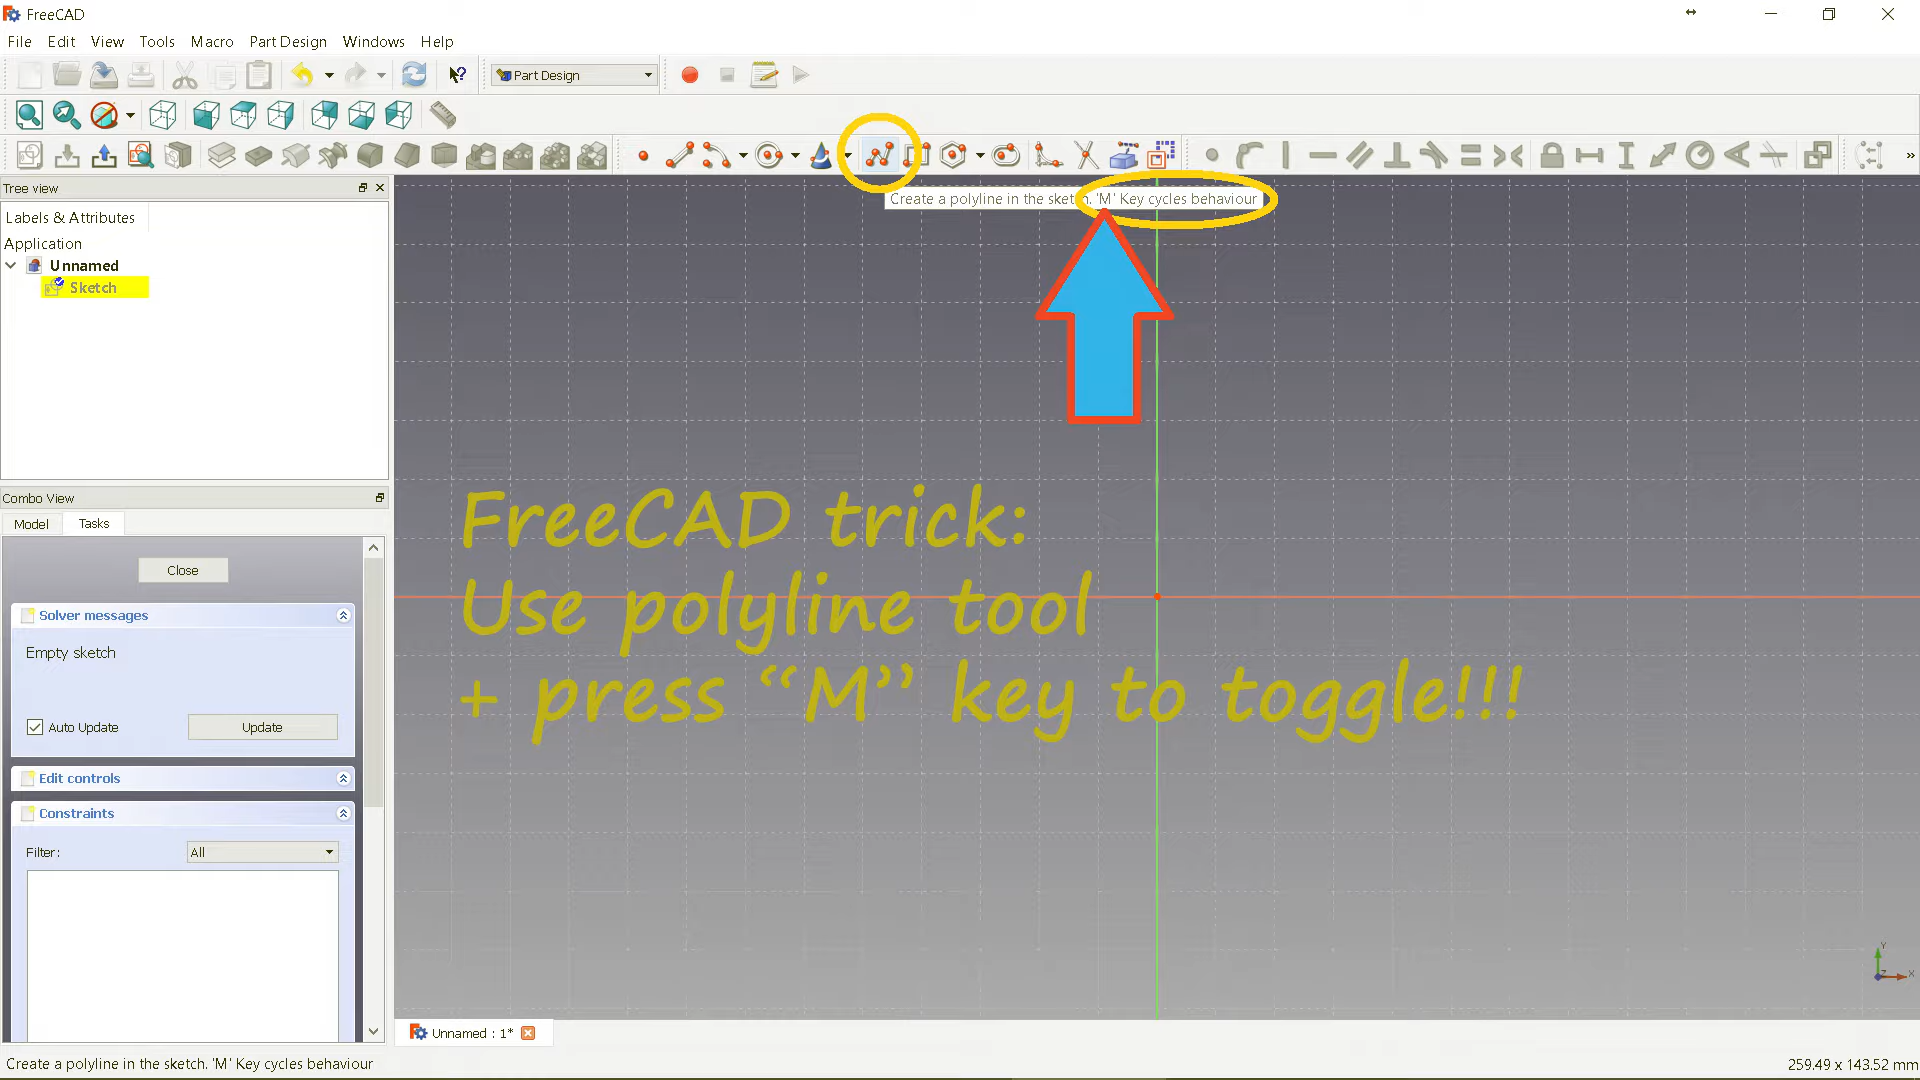 FreeCAD
File Edit View Tools Macro Part Design Windows Help
Part Design
Create a polyline in the sketch. 'M' Key cycles behaviour
Tree view
Labels & Attributes
Application
Unnamed
Sketch
Combo View
Model Tasks
Close
Solver messages
Empty sketch
Auto Update Update
Edit controls
Constraints
Filter: All
FreeCAD trick:
Use polyline tool
+ press “M” key to toggle!!!
Y
Z X
Unnamed : 1*
Create a polyline in the sketch. 'M' Key cycles behaviour
259.49 x 143.52 mm